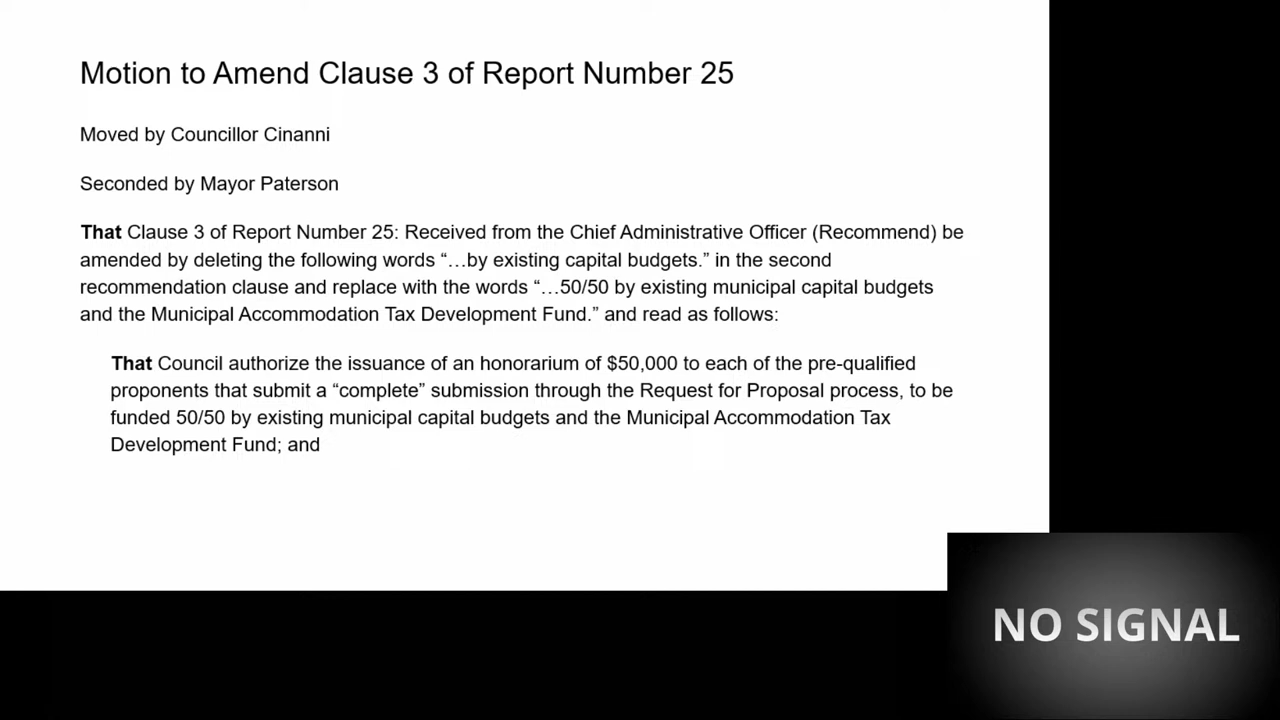 Motion to Amend Clause 3 of Report Number 25
Moved by Councillor Cinanni
Seconded by Mayor Paterson
That Clause 3 of Report Number 25: Received from the Chief Administrative Officer (Recommend) be
amended by deleting the following words “…by existing capital budgets.” in the second
recommendation clause and replace with the words “…50/50 by existing municipal capital budgets
and the Municipal Accommodation Tax Development Fund.” and read as follows:
That Council authorize the issuance of an honorarium of $50,000 to each of the pre-qualified
proponents that submit a “complete” submission through the Request for Proposal process, to be
funded 50/50 by existing municipal capital budgets and the Municipal Accommodation Tax
Development Fund; and
NO SIGNAL